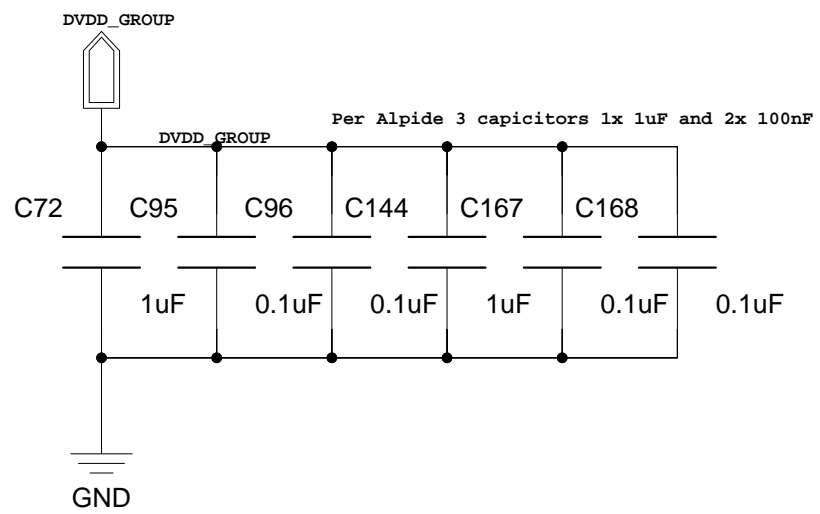 DVDD_GROUP
Per Alpide 3 capicitors 1x 1uF and 2x 100nF
DVDD_GROUP
C72 C95 C96 C144 C167 C168
1uF 0.1uF 0.1uF 1uF 0.1uF 0.1uF
GND